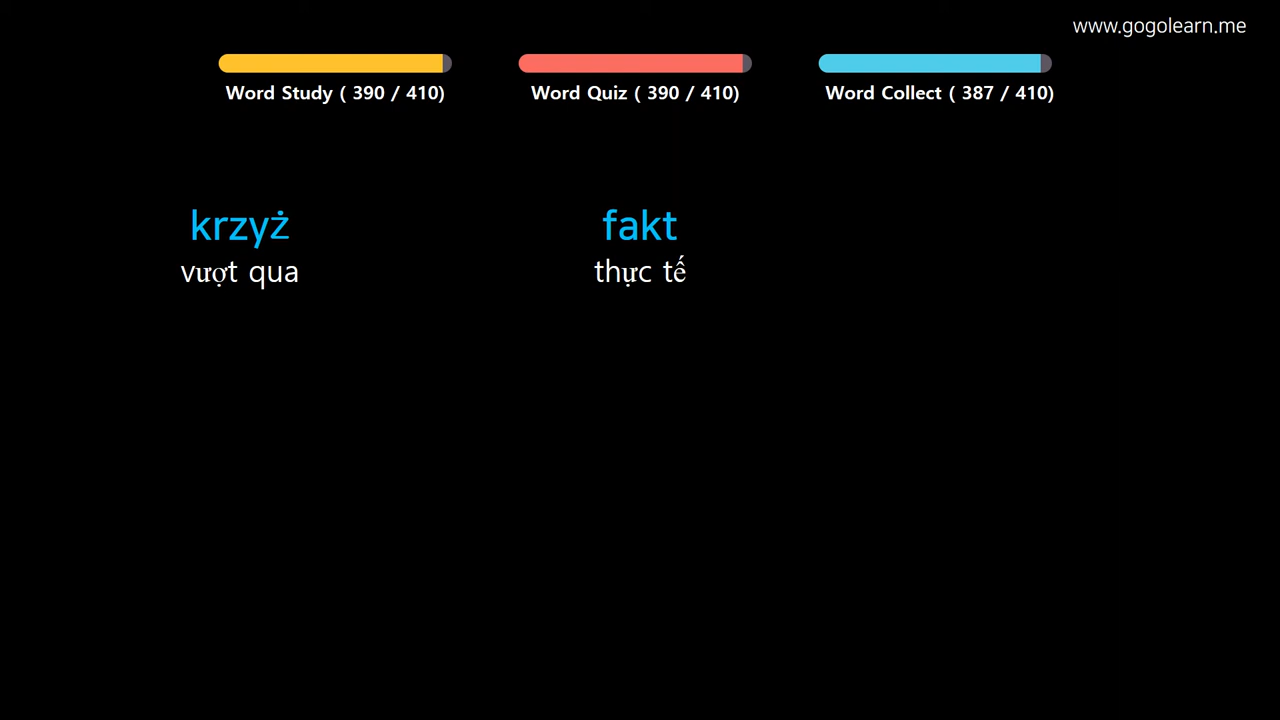 www.gogolearn.me
Word Study ( 390 / 410)
Word Quiz ( 390 / 410)
Word Collect ( 387 / 410)
krzyż
fakt
vượt qua
thực tế